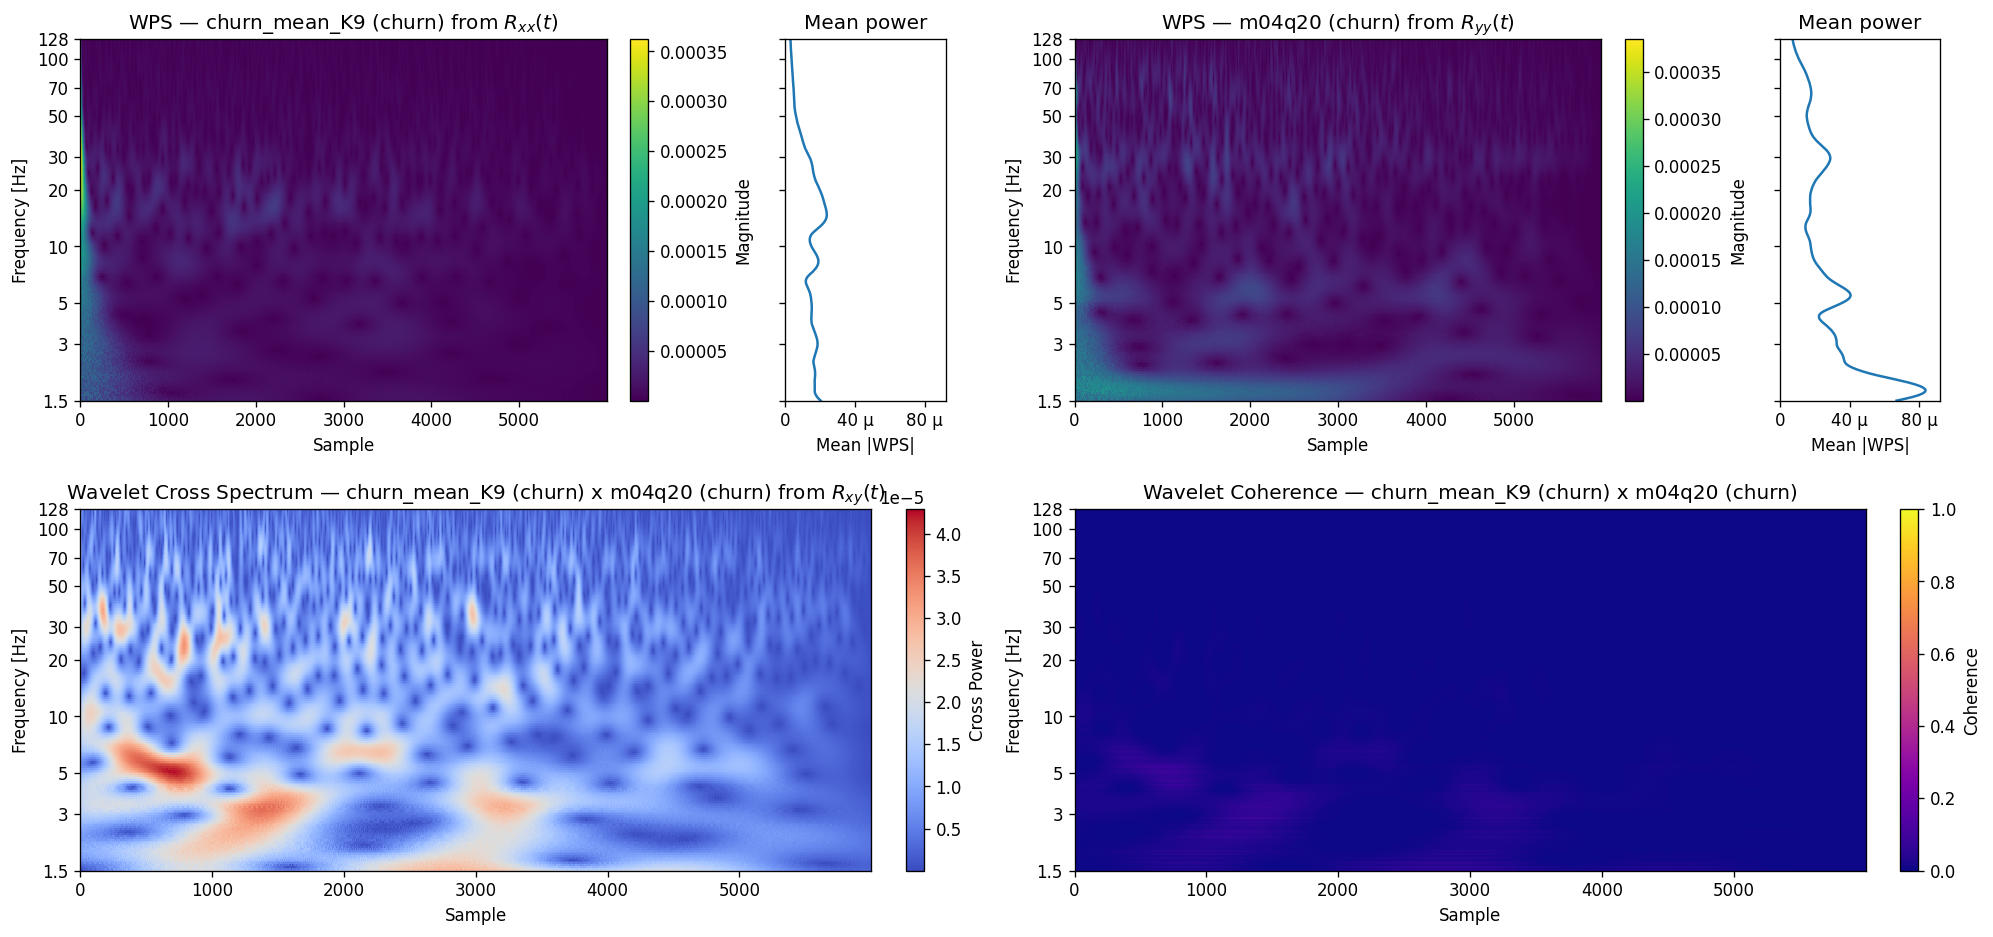 WPS — churn_mean_K9 (churn) from Rxx(t)
Mean power
WPS — m04q20 (churn) from Ryy(t)
Mean power
128
100
70
50
30
20
10
5
3
1.5
Frequency [Hz]
0 1000 2000 3000 4000 5000
Sample
0.00035
0.00030
0.00025
0.00020
0.00015
0.00010
0.00005
Magnitude
0 40 µ 80 µ
Mean |WPS|
128
100
70
50
30
20
10
5
3
1.5
Frequency [Hz]
0 1000 2000 3000 4000 5000
Sample
0.00035
0.00030
0.00025
0.00020
0.00015
0.00010
0.00005
Magnitude
0 40 µ 80 µ
Mean |WPS|
Wavelet Cross Spectrum — churn_mean_K9 (churn) x m04q20 (churn) from Rxy(t)
1e−5
128
100
70
50
30
20
10
5
3
1.5
Frequency [Hz]
0 1000 2000 3000 4000 5000
Sample
4.0
3.5
3.0
2.5
2.0
1.5
1.0
0.5
Cross Power
Wavelet Coherence — churn_mean_K9 (churn) x m04q20 (churn)
128
100
70
50
30
20
10
5
3
1.5
Frequency [Hz]
0 1000 2000 3000 4000 5000
Sample
1.0
0.8
0.6
0.4
0.2
0.0
Coherence